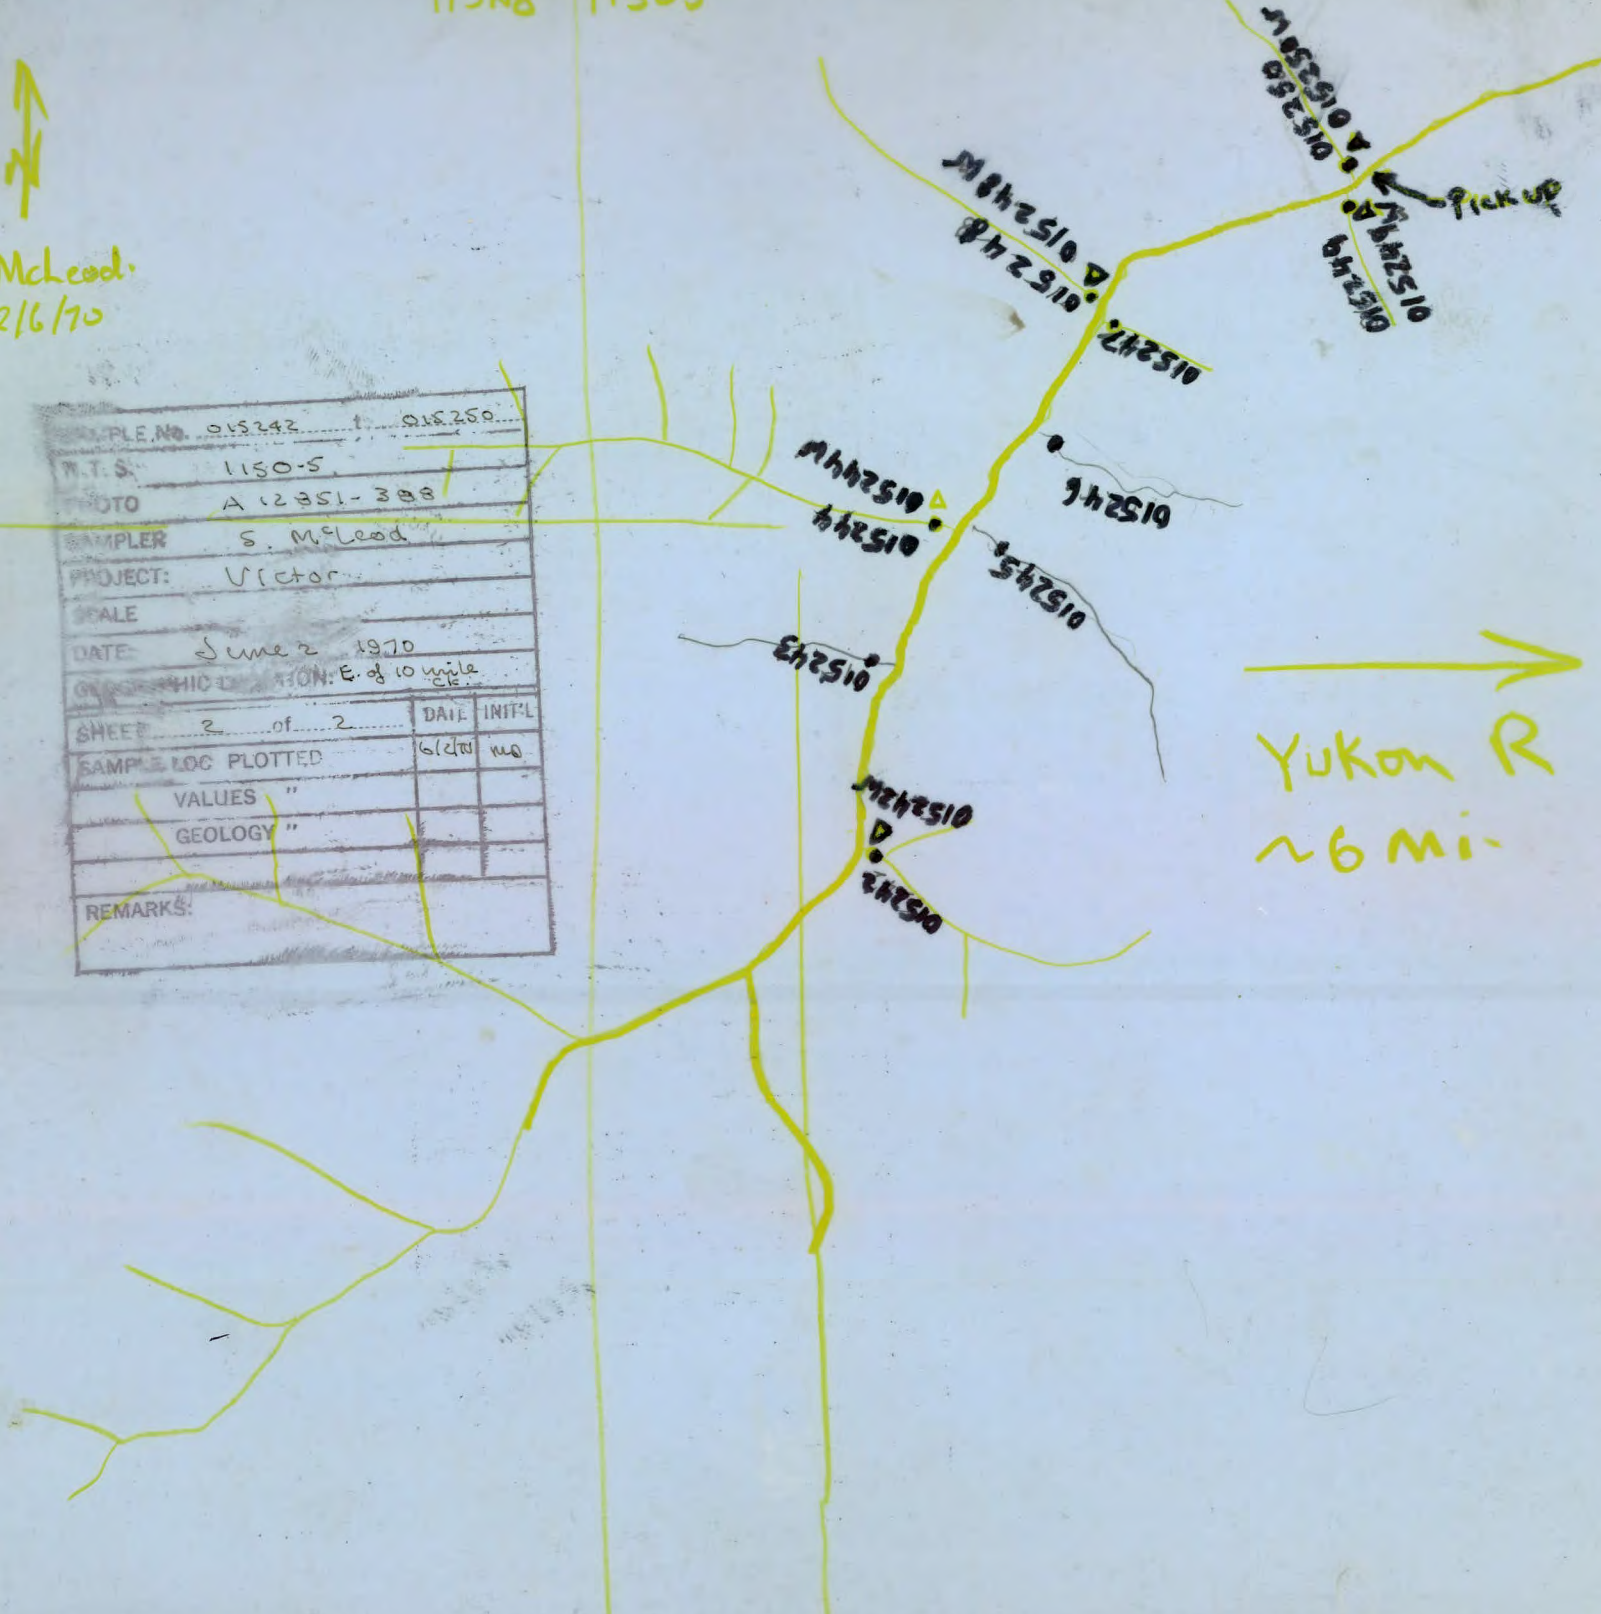 N
McLeod.
2/6/70
SAMPLE No. 015242 t 015250
N.T.S. 115O-5
PHOTO A 12851-388
SAMPLER S. McLeod
PROJECT: Victor
SCALE
DATE: June 2 1970
GEOGRAPHIC LOCATION: E. of 10 mile CK.
SHEET 2 of 2 DATE INIT'L
SAMPLE LOC PLOTTED 6/2/70
VALUES "
GEOLOGY "
REMARKS:
015250W
015250
Pick up
015249W
015249
015248W
015248
015247
015246
015244W
015244
015245
015243
015242W
015242
Yukon R
~6 Mi.